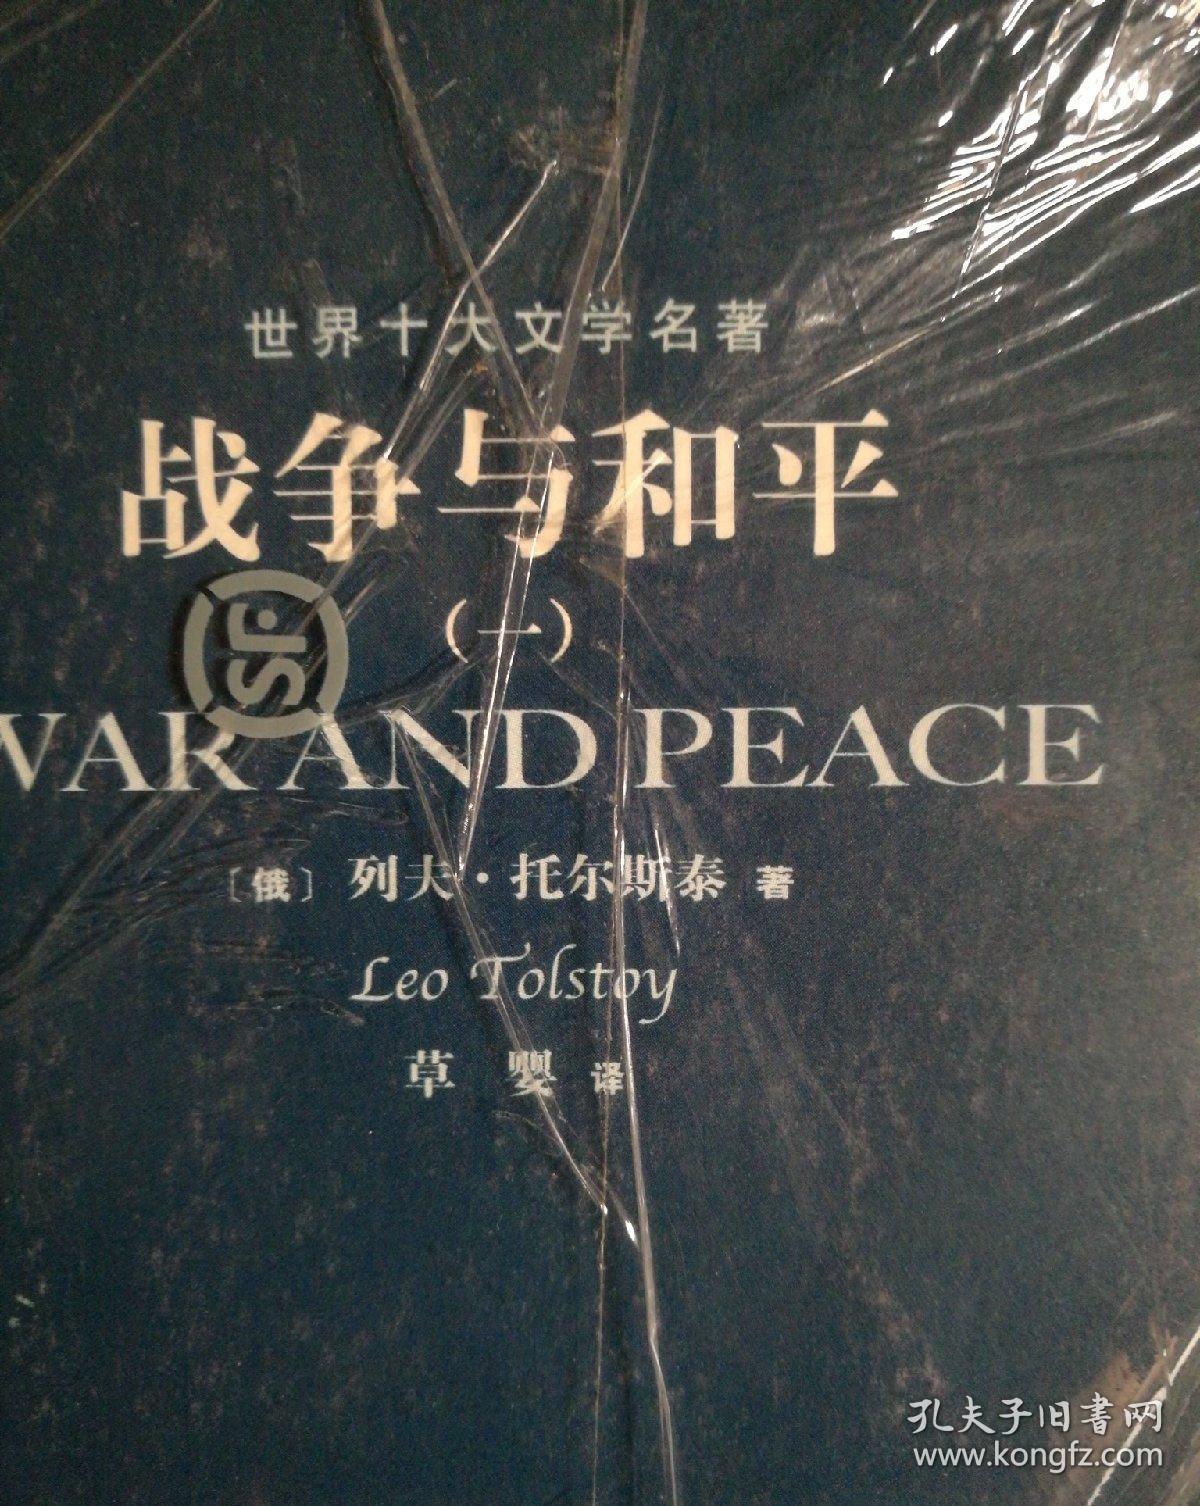 世界十大文学名著
战争与和平
(一)
SF
WAR AND PEACE
〔俄〕列夫·托尔斯泰 著
Leo Tolstoy
草婴 译
孔夫子旧書网
www.kongfz.com